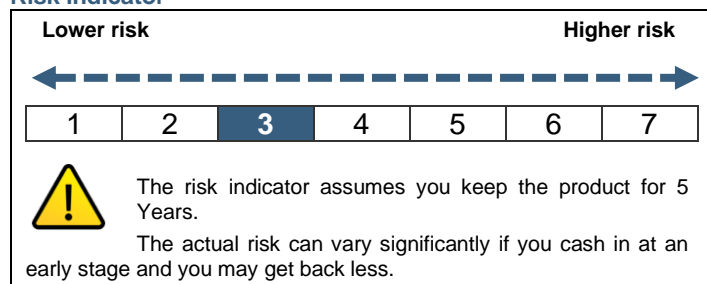 Risk indicator
Lower risk Higher risk
1 2 3 4 5 6 7
The risk indicator assumes you keep the product for 5
Years.
The actual risk can vary significantly if you cash in at an
early stage and you may get back less.